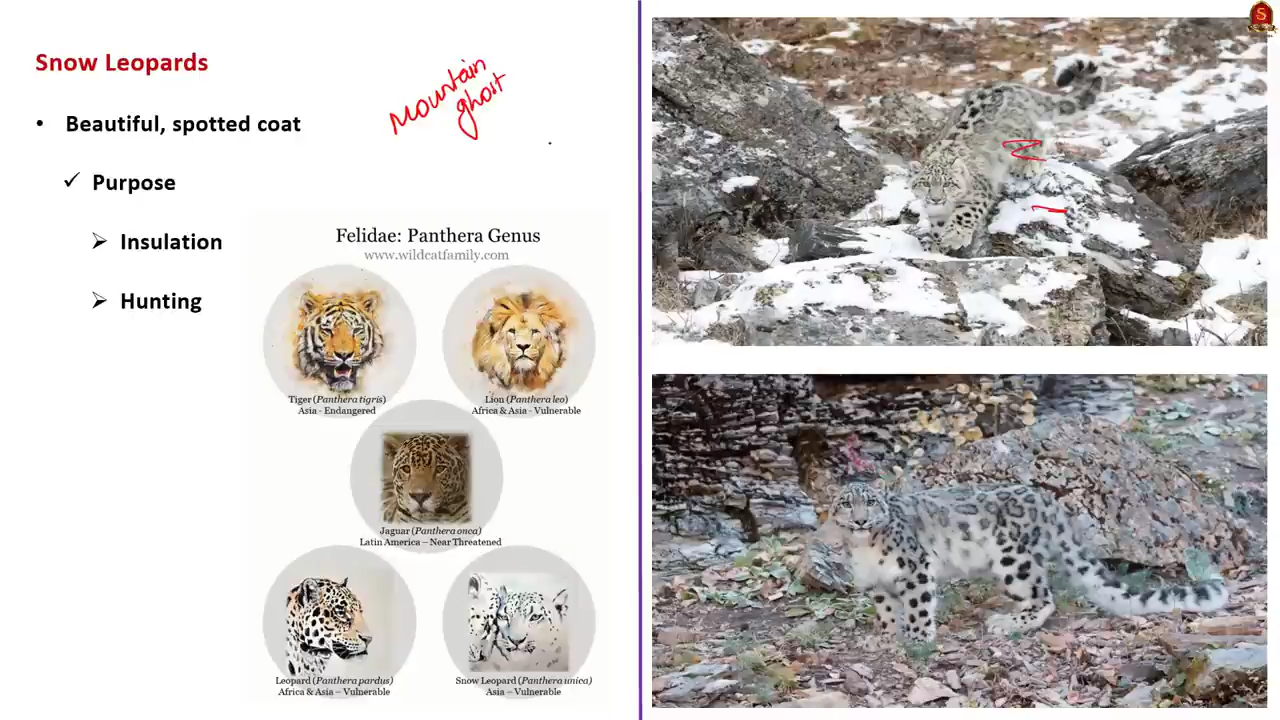 Snow Leopards
Mountain
ghost
• Beautiful, spotted coat
✓ Purpose
➢ Insulation
➢ Hunting
Felidae: Panthera Genus
www.wildcatfamily.com
Tiger (Panthera tigris)
Asia - Endangered
Lion (Panthera leo)
Africa & Asia - Vulnerable
Jaguar (Panthera onca)
Latin America – Near Threatened
Leopard (Panthera pardus)
Africa & Asia – Vulnerable
Snow Leopard (Panthera unica)
Asia – Vulnerable
S